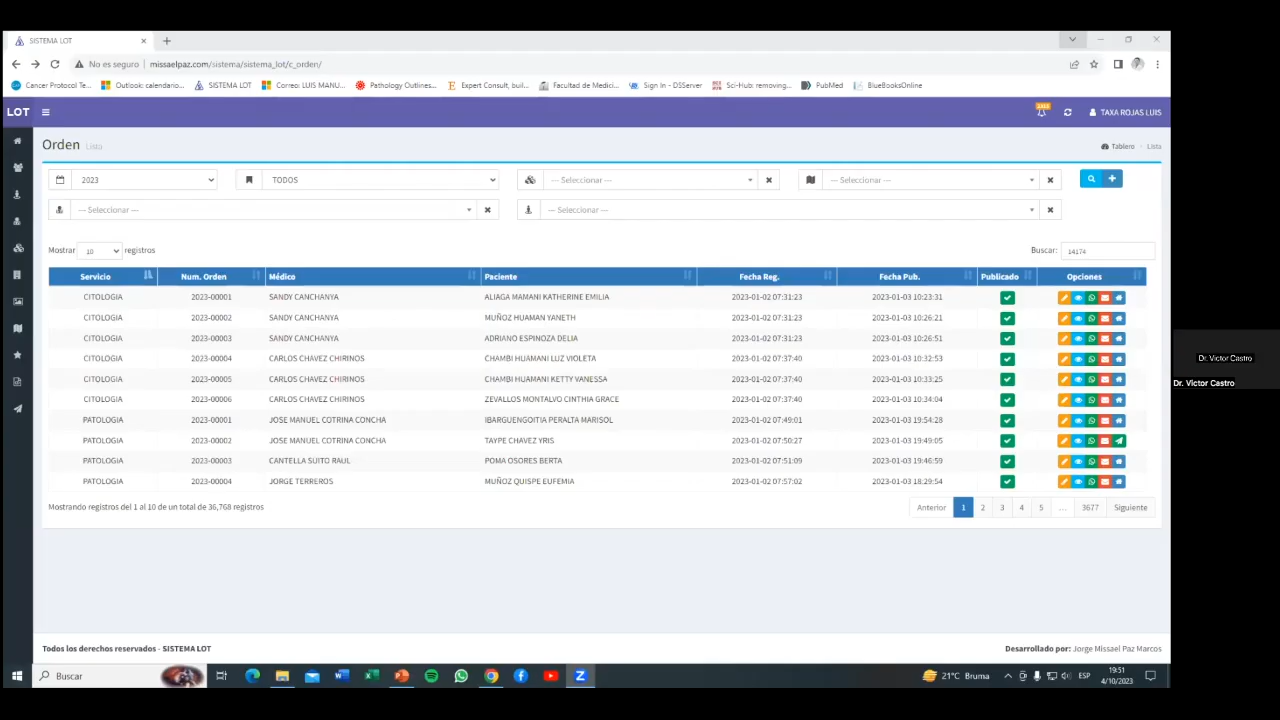 SISTEMA LOT
No es seguro missaelpaz.com/sistema/sistema_lot/c_orden/
Cancer Protocol Te... Outlook: calendario... SISTEMA LOT Correo: LUIS MANU... Pathology Outlines... Expert Consult, buil... Facultad de Medici... Sign In - DSServer Sci-Hub: removing... PubMed BlueBooksOnline
LOT TAXA ROJAS LUIS
Orden Lista Tablero Lista
2023 TODOS --- Seleccionar --- --- Seleccionar ---
--- Seleccionar --- --- Seleccionar ---
Mostrar 10 registros Buscar: 14174
Servicio Num. Orden Médico Paciente Fecha Reg. Fecha Pub. Publicado Opciones
CITOLOGIA 2023-00001 SANDY CANCHANYA ALIAGA MAMANI KATHERINE EMILIA 2023-01-02 07:31:23 2023-01-03 10:23:31
CITOLOGIA 2023-00002 SANDY CANCHANYA MUÑOZ HUAMAN YANETH 2023-01-02 07:31:23 2023-01-03 10:26:21
CITOLOGIA 2023-00003 SANDY CANCHANYA ADRIANO ESPINOZA DELIA 2023-01-02 07:31:23 2023-01-03 10:26:51
CITOLOGIA 2023-00004 CARLOS CHAVEZ CHIRINOS CHAMBI HUAMANI LUZ VIOLETA 2023-01-02 07:37:40 2023-01-03 10:32:53
CITOLOGIA 2023-00005 CARLOS CHAVEZ CHIRINOS CHAMBI HUAMANI KETTY VANESSA 2023-01-02 07:37:40 2023-01-03 10:33:25
CITOLOGIA 2023-00006 CARLOS CHAVEZ CHIRINOS ZEVALLOS MONTALVO CINTHIA GRACE 2023-01-02 07:37:40 2023-01-03 10:34:04
PATOLOGIA 2023-00001 JOSE MANUEL COTRINA CONCHA IBARGUENGOITIA PERALTA MARISOL 2023-01-02 07:49:01 2023-01-03 19:54:28
PATOLOGIA 2023-00002 JOSE MANUEL COTRINA CONCHA TAYPE CHAVEZ YRIS 2023-01-02 07:50:27 2023-01-03 19:49:05
PATOLOGIA 2023-00003 CANTELLA SUITO RAUL POMA OSORES BERTA 2023-01-02 07:51:09 2023-01-03 19:46:59
PATOLOGIA 2023-00004 JORGE TERREROS MUÑOZ QUISPE EUFEMIA 2023-01-02 07:57:02 2023-01-03 18:29:54
Mostrando registros del 1 al 10 de un total de 36,768 registros Anterior 1 2 3 4 5 ... 3677 Siguiente
Dr. Victor Castro
Dr. Victor Castro
Todos los derechos reservados - SISTEMA LOT Desarrollado por: Jorge Missael Paz Marcos
Buscar 21°C Bruma ESP 19:51
4/10/2023